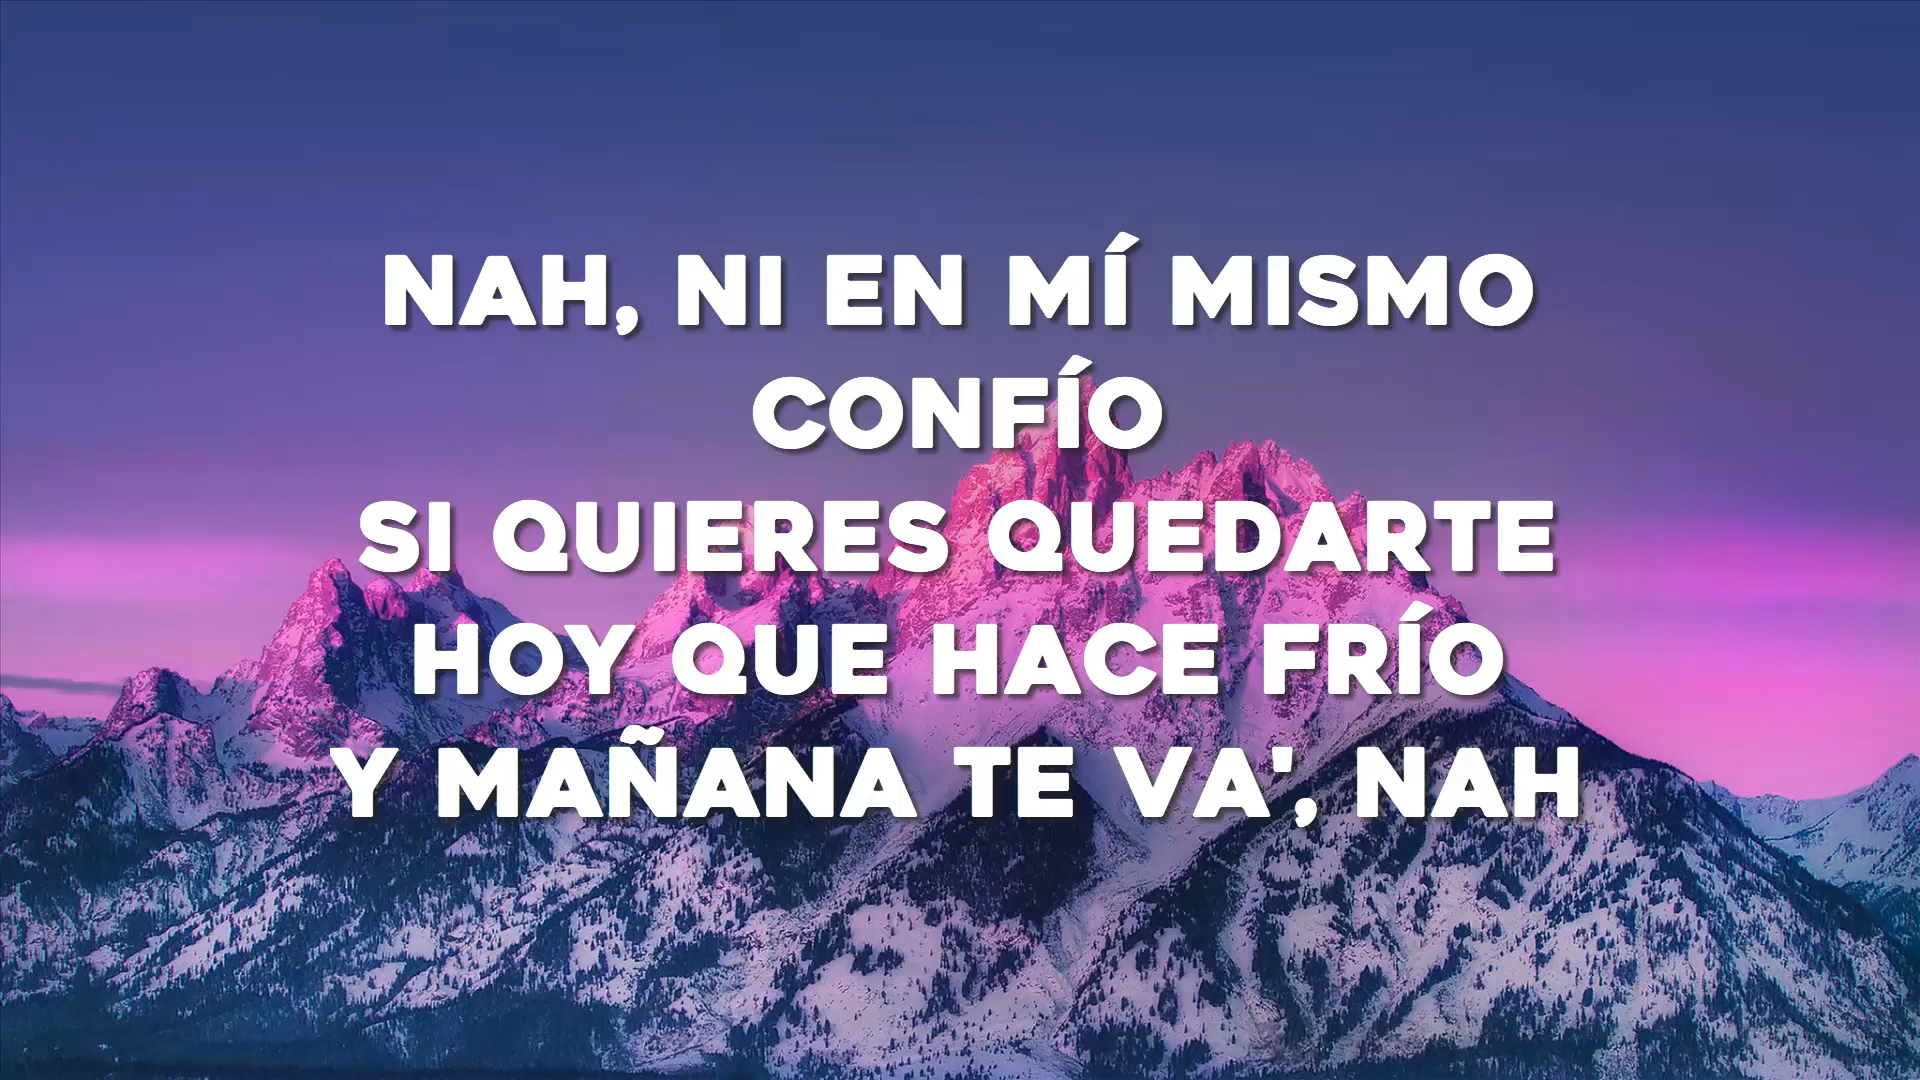 NAH, NI EN MÍ MISMO
CONFÍO
SI QUIERES QUEDARTE
HOY QUE HACE FRÍO
Y MAÑANA TE VA', NAH